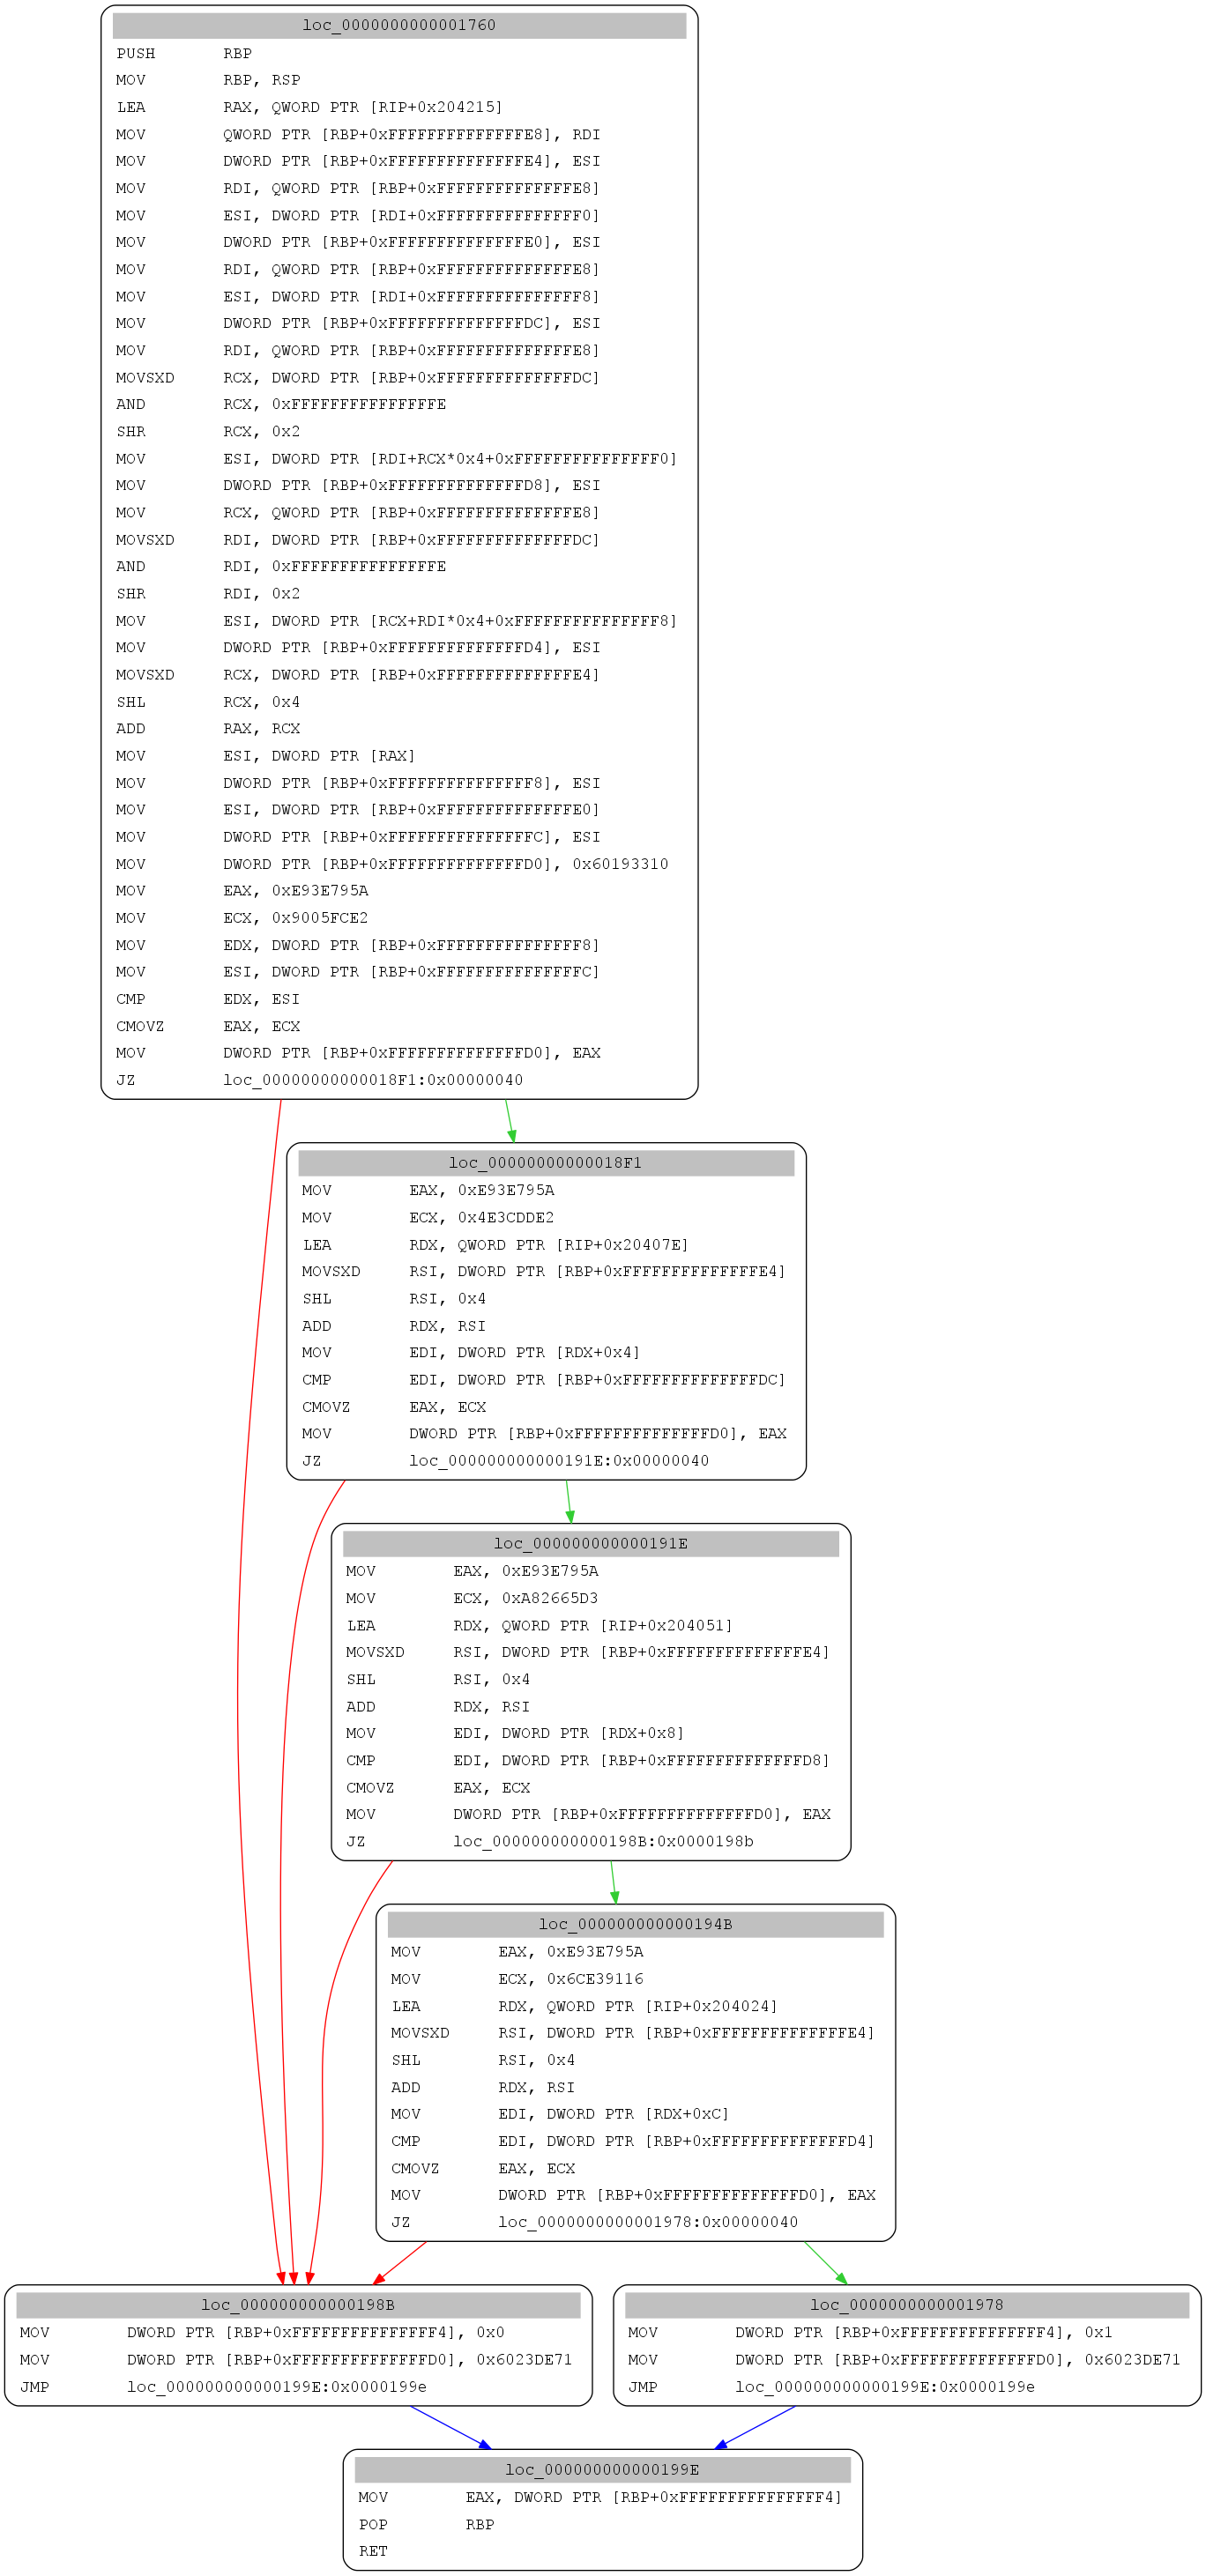 loc_0000000000001760
PUSH RBP
MOV RBP, RSP
LEA RAX, QWORD PTR [RIP+0x204215]
MOV QWORD PTR [RBP+0xFFFFFFFFFFFFFFE8], RDI
MOV DWORD PTR [RBP+0xFFFFFFFFFFFFFFE4], ESI
MOV RDI, QWORD PTR [RBP+0xFFFFFFFFFFFFFFE8]
MOV ESI, DWORD PTR [RDI+0xFFFFFFFFFFFFFFF0]
MOV DWORD PTR [RBP+0xFFFFFFFFFFFFFFE0], ESI
MOV RDI, QWORD PTR [RBP+0xFFFFFFFFFFFFFFE8]
MOV ESI, DWORD PTR [RDI+0xFFFFFFFFFFFFFFF8]
MOV DWORD PTR [RBP+0xFFFFFFFFFFFFFFDC], ESI
MOV RDI, QWORD PTR [RBP+0xFFFFFFFFFFFFFFE8]
MOVSXD RCX, DWORD PTR [RBP+0xFFFFFFFFFFFFFFDC]
AND RCX, 0xFFFFFFFFFFFFFFFE
SHR RCX, 0x2
MOV ESI, DWORD PTR [RDI+RCX*0x4+0xFFFFFFFFFFFFFFF0]
MOV DWORD PTR [RBP+0xFFFFFFFFFFFFFFD8], ESI
MOV RCX, QWORD PTR [RBP+0xFFFFFFFFFFFFFFE8]
MOVSXD RDI, DWORD PTR [RBP+0xFFFFFFFFFFFFFFDC]
AND RDI, 0xFFFFFFFFFFFFFFFE
SHR RDI, 0x2
MOV ESI, DWORD PTR [RCX+RDI*0x4+0xFFFFFFFFFFFFFFF8]
MOV DWORD PTR [RBP+0xFFFFFFFFFFFFFFD4], ESI
MOVSXD RCX, DWORD PTR [RBP+0xFFFFFFFFFFFFFFE4]
SHL RCX, 0x4
ADD RAX, RCX
MOV ESI, DWORD PTR [RAX]
MOV DWORD PTR [RBP+0xFFFFFFFFFFFFFFF8], ESI
MOV ESI, DWORD PTR [RBP+0xFFFFFFFFFFFFFFE0]
MOV DWORD PTR [RBP+0xFFFFFFFFFFFFFFFC], ESI
MOV DWORD PTR [RBP+0xFFFFFFFFFFFFFFD0], 0x60193310
MOV EAX, 0xE93E795A
MOV ECX, 0x9005FCE2
MOV EDX, DWORD PTR [RBP+0xFFFFFFFFFFFFFFF8]
MOV ESI, DWORD PTR [RBP+0xFFFFFFFFFFFFFFFC]
CMP EDX, ESI
CMOVZ EAX, ECX
MOV DWORD PTR [RBP+0xFFFFFFFFFFFFFFD0], EAX
JZ loc_00000000000018F1:0x00000040
loc_00000000000018F1
MOV EAX, 0xE93E795A
MOV ECX, 0x4E3CDDE2
LEA RDX, QWORD PTR [RIP+0x20407E]
MOVSXD RSI, DWORD PTR [RBP+0xFFFFFFFFFFFFFFE4]
SHL RSI, 0x4
ADD RDX, RSI
MOV EDI, DWORD PTR [RDX+0x4]
CMP EDI, DWORD PTR [RBP+0xFFFFFFFFFFFFFFDC]
CMOVZ EAX, ECX
MOV DWORD PTR [RBP+0xFFFFFFFFFFFFFFD0], EAX
JZ loc_000000000000191E:0x00000040
loc_000000000000191E
MOV EAX, 0xE93E795A
MOV ECX, 0xA82665D3
LEA RDX, QWORD PTR [RIP+0x204051]
MOVSXD RSI, DWORD PTR [RBP+0xFFFFFFFFFFFFFFE4]
SHL RSI, 0x4
ADD RDX, RSI
MOV EDI, DWORD PTR [RDX+0x8]
CMP EDI, DWORD PTR [RBP+0xFFFFFFFFFFFFFFD8]
CMOVZ EAX, ECX
MOV DWORD PTR [RBP+0xFFFFFFFFFFFFFFD0], EAX
JZ loc_000000000000198B:0x0000198b
loc_000000000000194B
MOV EAX, 0xE93E795A
MOV ECX, 0x6CE39116
LEA RDX, QWORD PTR [RIP+0x204024]
MOVSXD RSI, DWORD PTR [RBP+0xFFFFFFFFFFFFFFE4]
SHL RSI, 0x4
ADD RDX, RSI
MOV EDI, DWORD PTR [RDX+0xC]
CMP EDI, DWORD PTR [RBP+0xFFFFFFFFFFFFFFD4]
CMOVZ EAX, ECX
MOV DWORD PTR [RBP+0xFFFFFFFFFFFFFFD0], EAX
JZ loc_0000000000001978:0x00000040
loc_000000000000198B
MOV DWORD PTR [RBP+0xFFFFFFFFFFFFFFF4], 0x0
MOV DWORD PTR [RBP+0xFFFFFFFFFFFFFFD0], 0x6023DE71
JMP loc_000000000000199E:0x0000199e
loc_0000000000001978
MOV DWORD PTR [RBP+0xFFFFFFFFFFFFFFF4], 0x1
MOV DWORD PTR [RBP+0xFFFFFFFFFFFFFFD0], 0x6023DE71
JMP loc_000000000000199E:0x0000199e
loc_000000000000199E
MOV EAX, DWORD PTR [RBP+0xFFFFFFFFFFFFFFF4]
POP RBP
RET